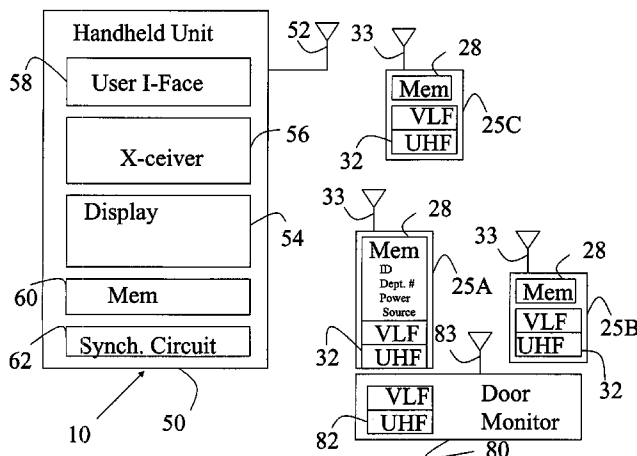 Handheld Unit
58
User I-Face
X-ceiver
56
Display
54
60
Mem
62
Synch. Circuit
10
50
52
33
28
Mem
VLF
UHF
25C
32
33
28
Mem
ID
Dept. #
Power
Source
VLF
UHF
25A
32
33
28
Mem
VLF
UHF
25B
32
83
VLF
UHF
Door
Monitor
82
80